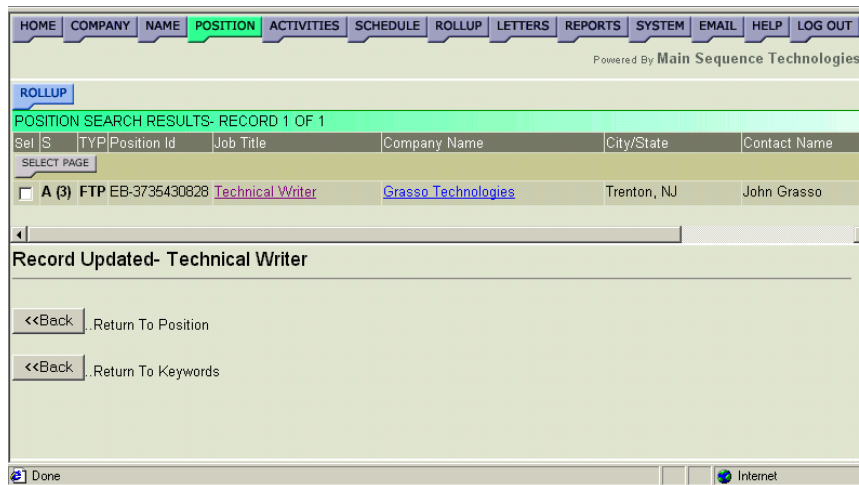 HOME COMPANY NAME POSITION ACTIVITIES SCHEDULE ROLLUP LETTERS REPORTS SYSTEM EMAIL HELP LOG OUT
Powered By Main Sequence Technologies
ROLLUP
POSITION SEARCH RESULTS- RECORD 1 OF 1
Sel S TYP Position Id Job Title Company Name City/State Contact Name
SELECT PAGE
A (3) FTP EB-3735430828 Technical Writer Grasso Technologies Trenton, NJ John Grasso
Record Updated- Technical Writer
<<Back ..Return To Position
<<Back ..Return To Keywords
Done Internet